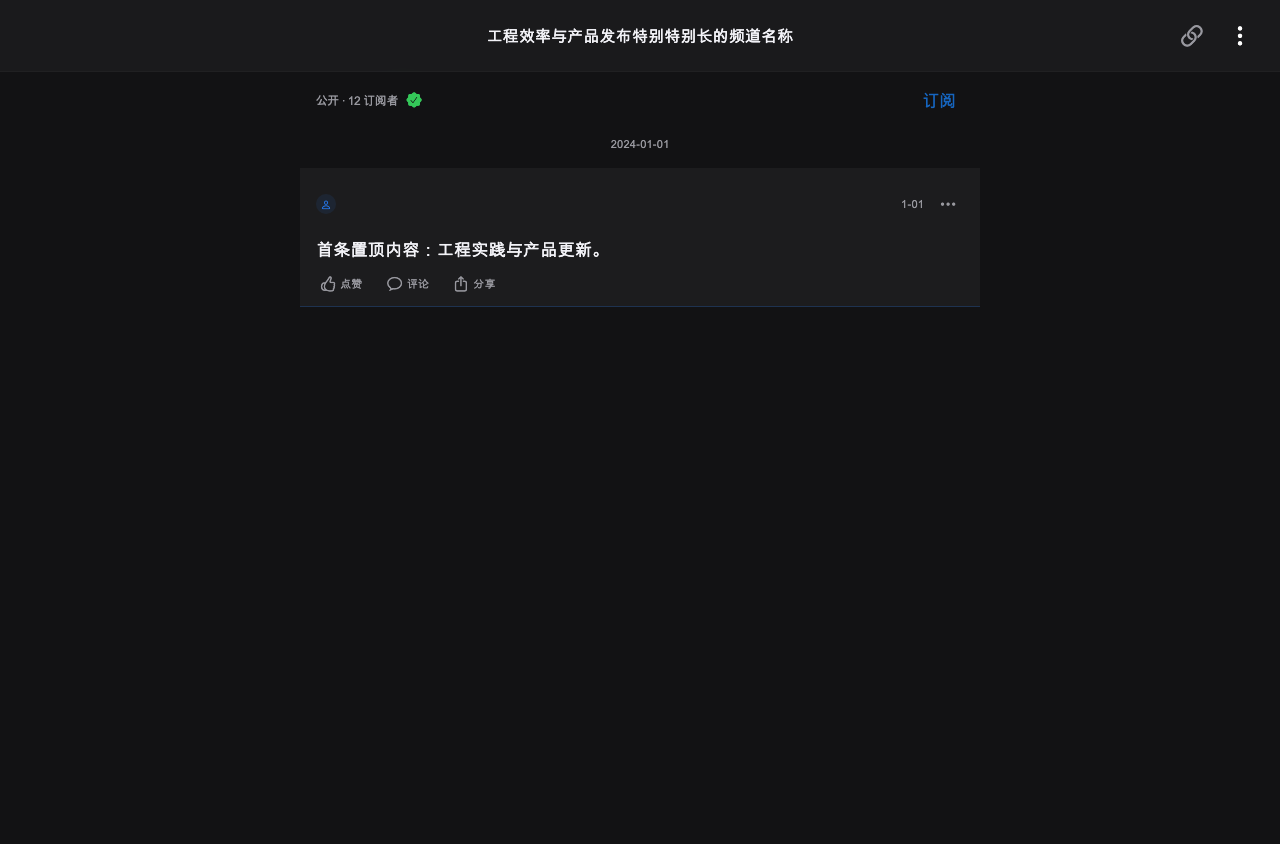 工程效率与产品发布特别特别长的频道名称
公开 · 12 订阅者
订阅
2024-01-01
1-01
首条置顶内容：工程实践与产品更新。
点赞 评论 分享